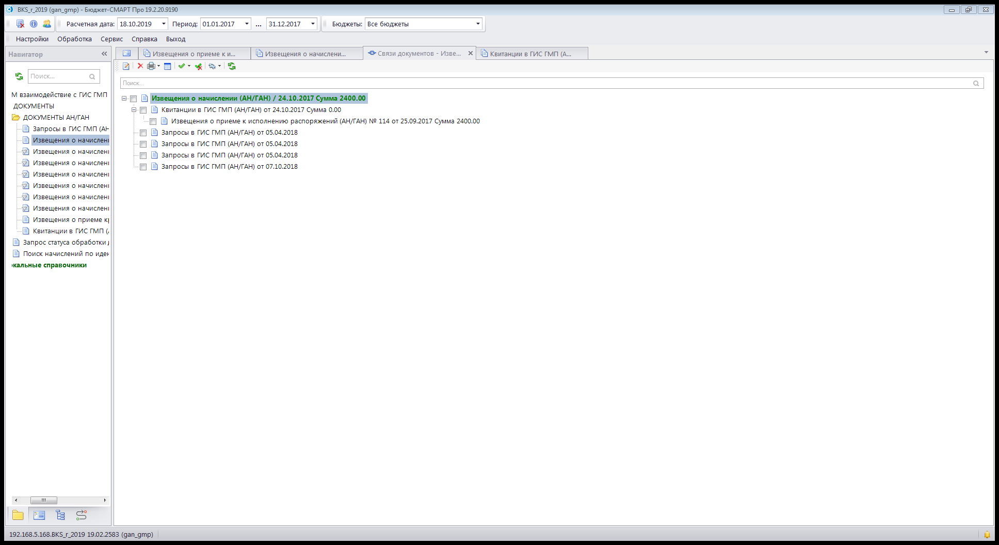 BKS_r_2019 (gan_gmp) - Бюджет-СМАРТ Про 19.2.20.9190
Расчетная дата: 18.10.2019 Период: 01.01.2017 ... 31.12.2017 Бюджеты: Все бюджеты
Настройки Обработка Сервис Справка Выход
Навигатор
Извещения о приеме к и... Извещения о начислени... Связи документов - Изве... Квитанции в ГИС ГМП (А...
Поиск...
М взаимодействие с ГИС ГМП
ДОКУМЕНТЫ
ДОКУМЕНТЫ АН/ГАН
Запросы в ГИС ГМП (АН
Извещения о начислени
Извещения о начислени
Извещения о начислени
Извещения о начислени
Извещения о начислени
Извещения о начислени
Извещения о начислени
Извещения о приеме к
Квитанции в ГИС ГМП (
Запрос статуса обработки
Поиск начислений по иден
кальные справочники
Поиск...
Извещения о начислении (АН/ГАН) / 24.10.2017 Сумма 2400.00
Квитанции в ГИС ГМП (АН/ГАН) от 24.10.2017 Сумма 0.00
Извещения о приеме к исполнению распоряжений (АН/ГАН) № 114 от 25.09.2017 Сумма 2400.00
Запросы в ГИС ГМП (АН/ГАН) от 05.04.2018
Запросы в ГИС ГМП (АН/ГАН) от 05.04.2018
Запросы в ГИС ГМП (АН/ГАН) от 05.04.2018
Запросы в ГИС ГМП (АН/ГАН) от 07.10.2018
192.168.5.168.BKS_r_2019 19.02.2583 (gan_gmp)